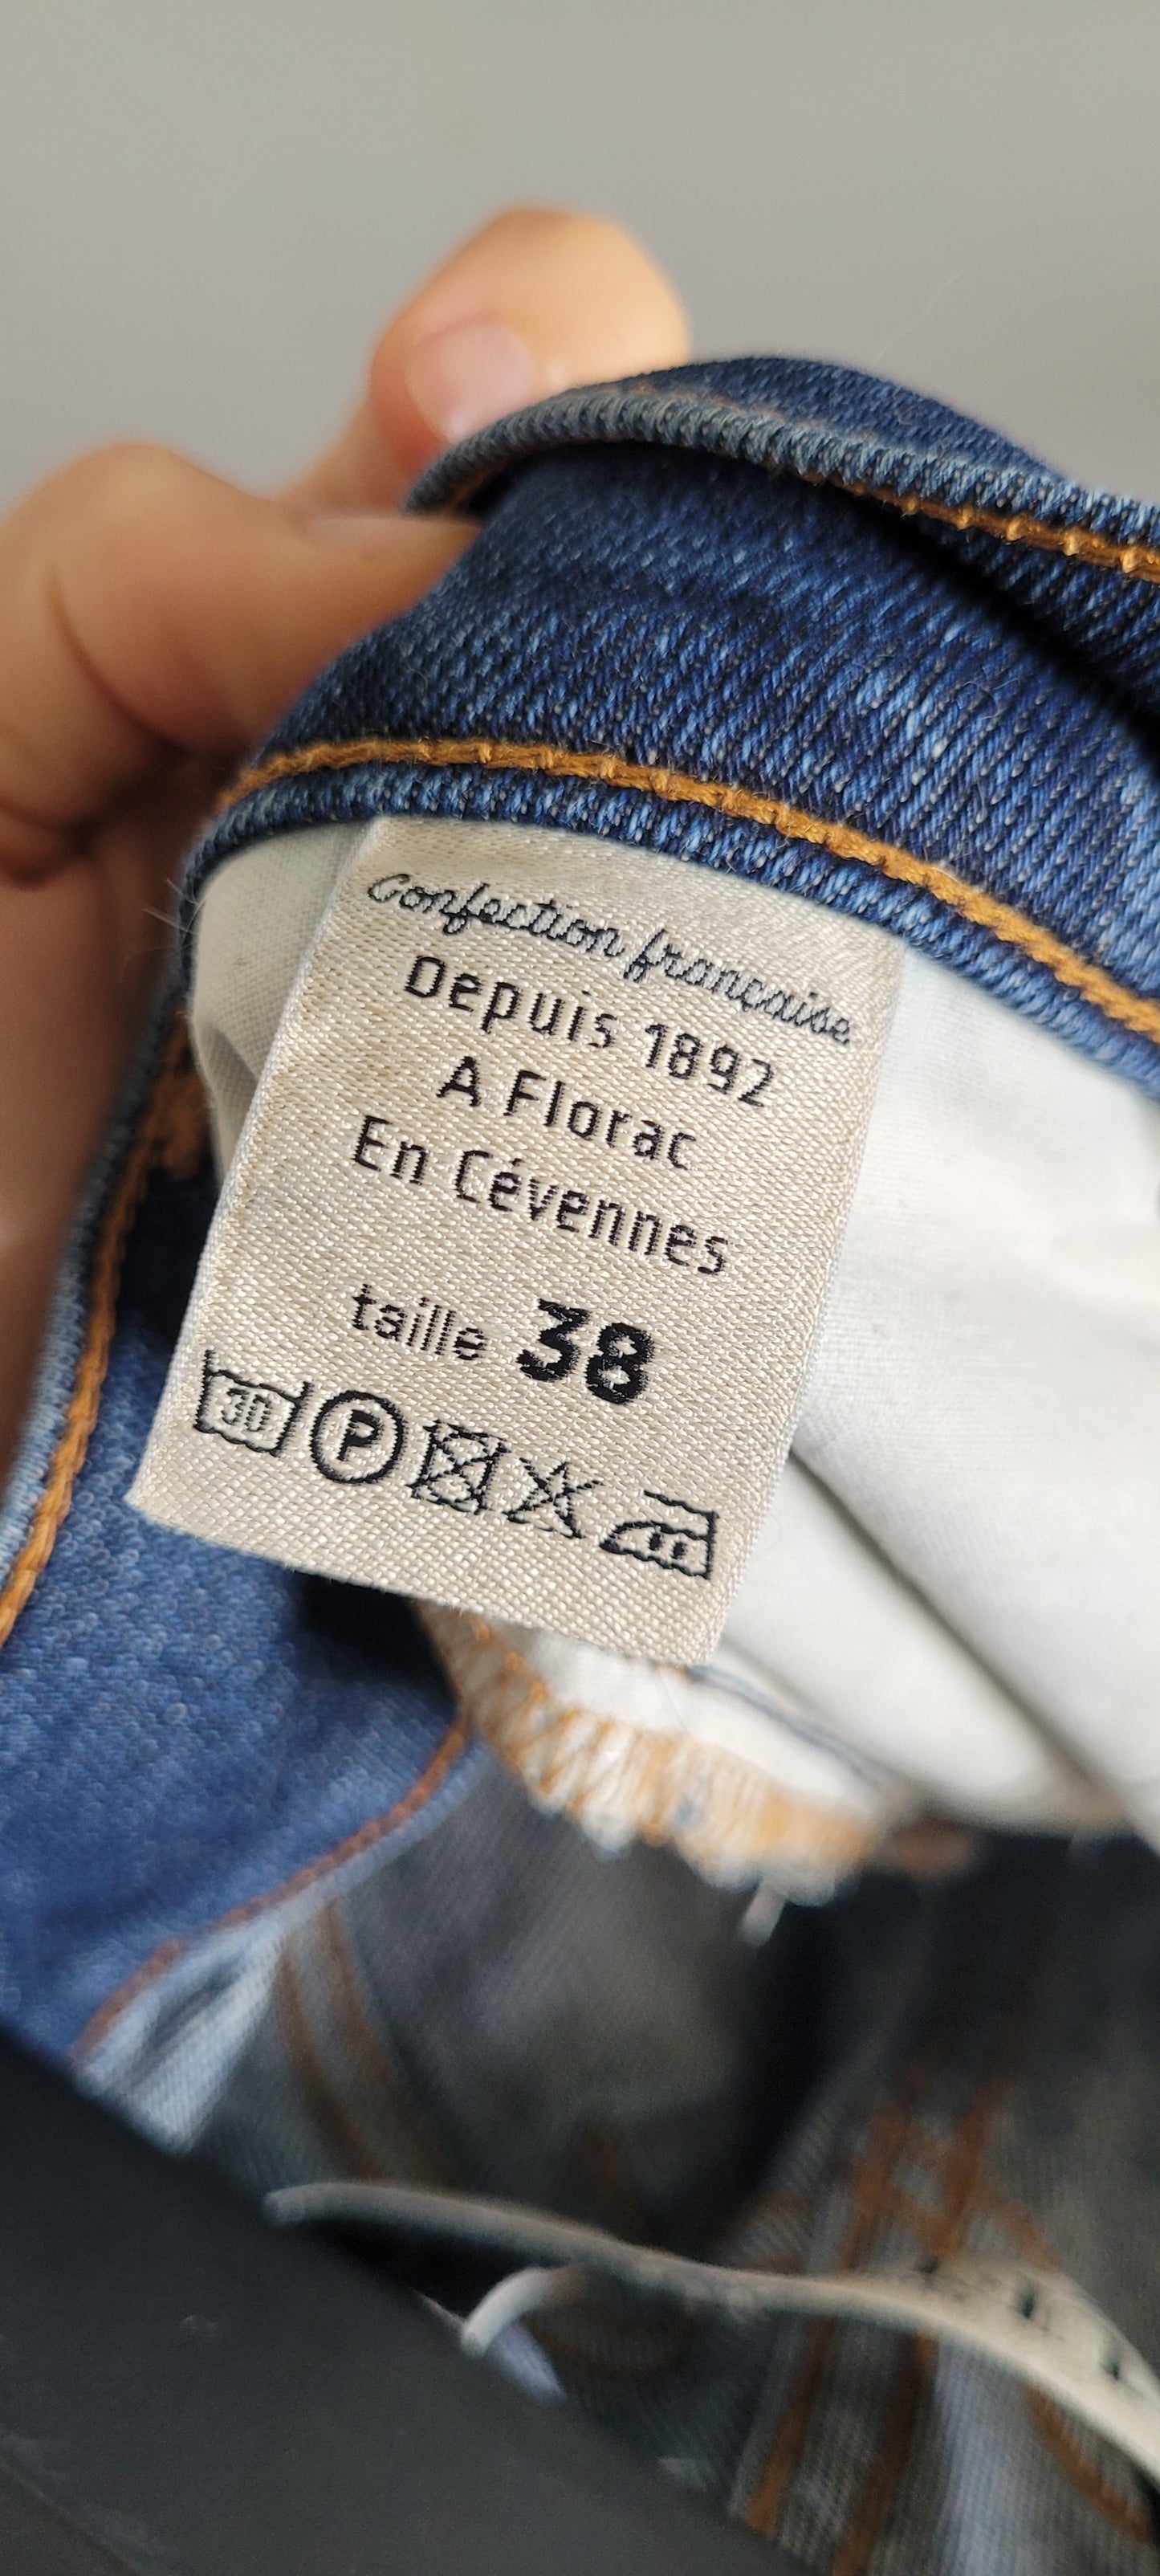 Confection française
Depuis 1892
A Florac
En Cévennes
taille 38
30 P